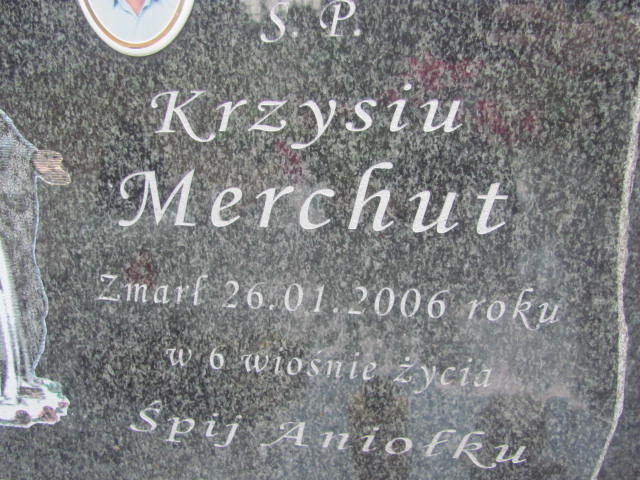 Ś. P.
Krzysiu
Merchut
Zmarł 26.01.2006 roku
w 6 wiośnie życia
Śpij Aniołku